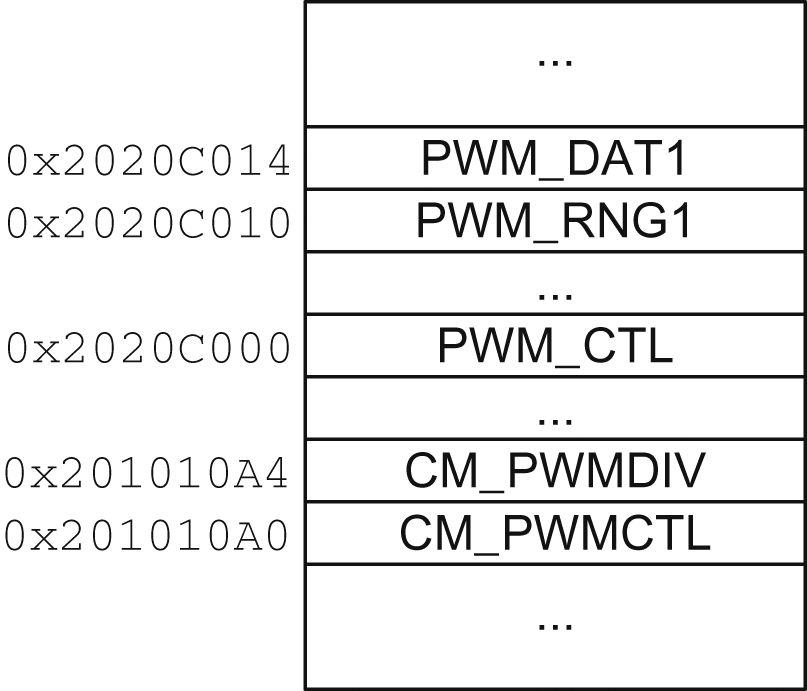 ...
0x2020C014 PWM_DAT1
0x2020C010 PWM_RNG1
...
0x2020C000 PWM_CTL
...
0x201010A4 CM_PWMDIV
0x201010A0 CM_PWMCTL
...